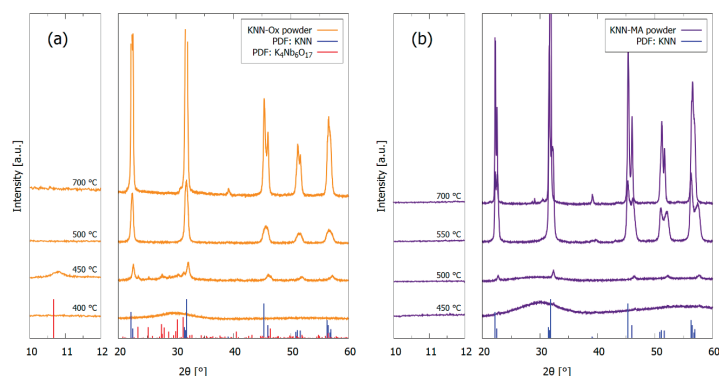 (a)
KNN-Ox powder
PDF: KNN
PDF: K₄Nb₆O₁₇
Intensity [a.u.]
700 °C
500 °C
450 °C
400 °C
10 11 12 20 30 40 50 60
2θ [°]
(b)
KNN-MA powder
PDF: KNN
Intensity [a.u.]
700 °C
550 °C
500 °C
450 °C
10 11 12 20 30 40 50 60
2θ [°]